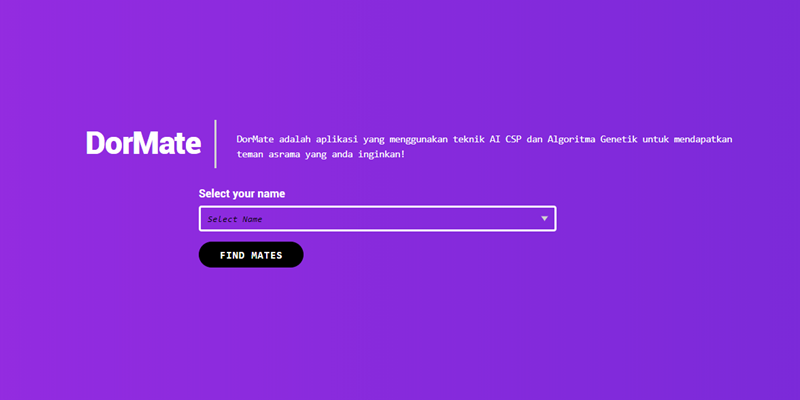 DorMate
DorMate adalah aplikasi yang menggunakan teknik AI CSP dan Algoritma Genetik untuk mendapatkan
teman asrama yang anda inginkan!
Select your name
Select Name
FIND MATES